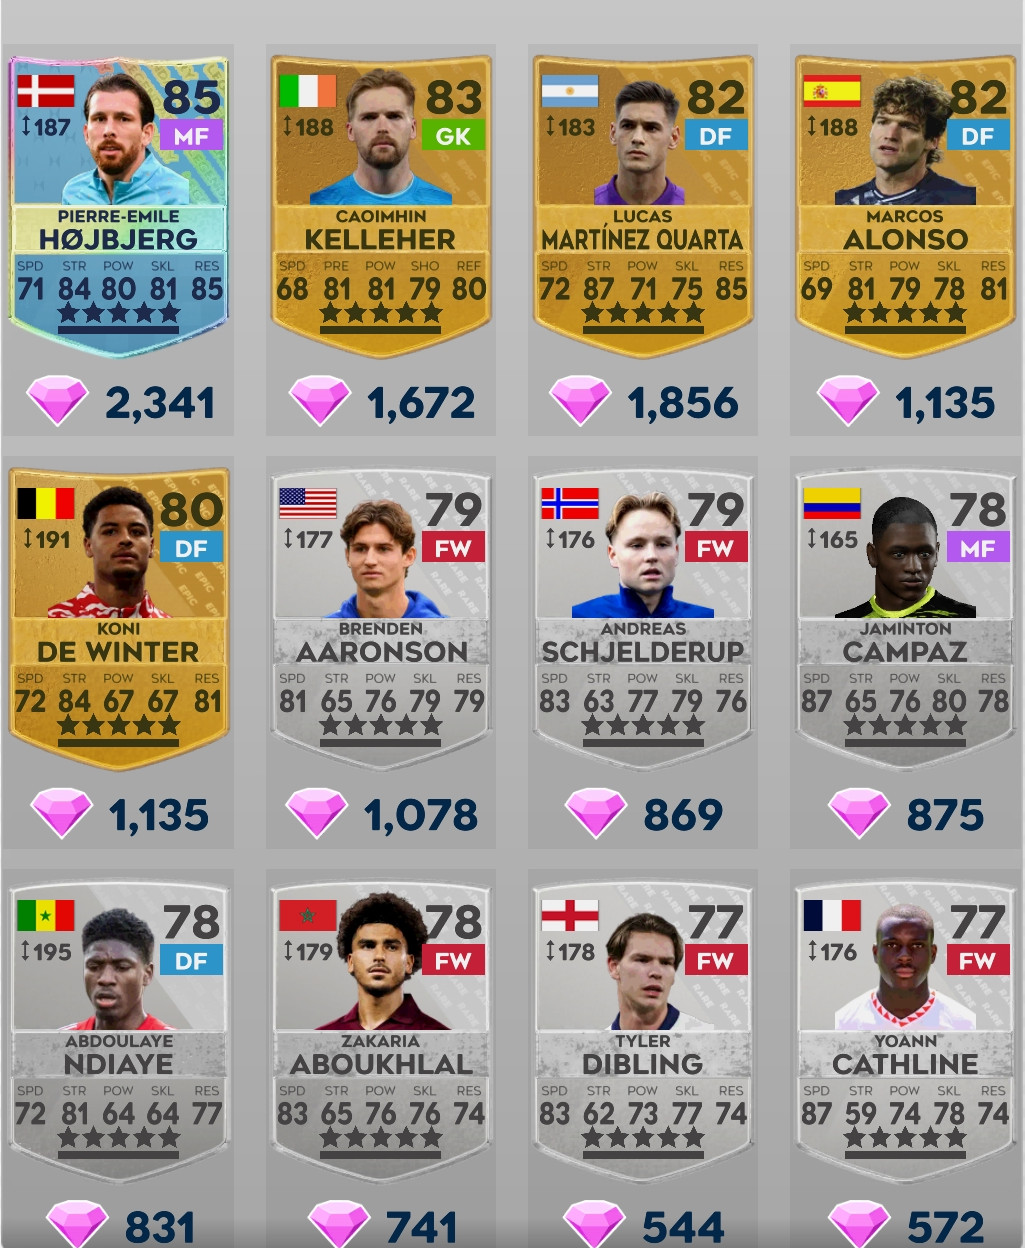 187
85
MF
PIERRE-EMILE
HØJBJERG
SPD STR POW SKL RES
71 84 80 81 85
2,341
188
83
GK
CAOIMHIN
KELLEHER
SPD PRE POW SHO REF
68 81 81 79 80
1,672
183
82
DF
LUCAS
MARTÍNEZ QUARTA
SPD STR POW SKL RES
72 87 71 75 85
1,856
188
82
DF
MARCOS
ALONSO
SPD STR POW SKL RES
69 81 79 78 81
1,135
191
80
DF
KONI
DE WINTER
SPD STR POW SKL RES
72 84 67 67 81
1,135
177
79
FW
BRENDEN
AARONSON
SPD STR POW SKL RES
81 65 76 79 79
1,078
176
79
FW
ANDREAS
SCHJELDERUP
SPD STR POW SKL RES
83 63 77 79 76
869
165
78
MF
JAMINTON
CAMPAZ
SPD STR POW SKL RES
87 65 76 80 78
875
195
78
DF
ABDOULAYE
NDIAYE
SPD STR POW SKL RES
72 81 64 64 77
831
179
78
FW
ZAKARIA
ABOUKHLAL
SPD STR POW SKL RES
83 65 76 76 74
741
178
77
FW
TYLER
DIBLING
SPD STR POW SKL RES
83 62 73 77 74
544
176
77
FW
YOANN
CATHLINE
SPD STR POW SKL RES
87 59 74 78 74
572